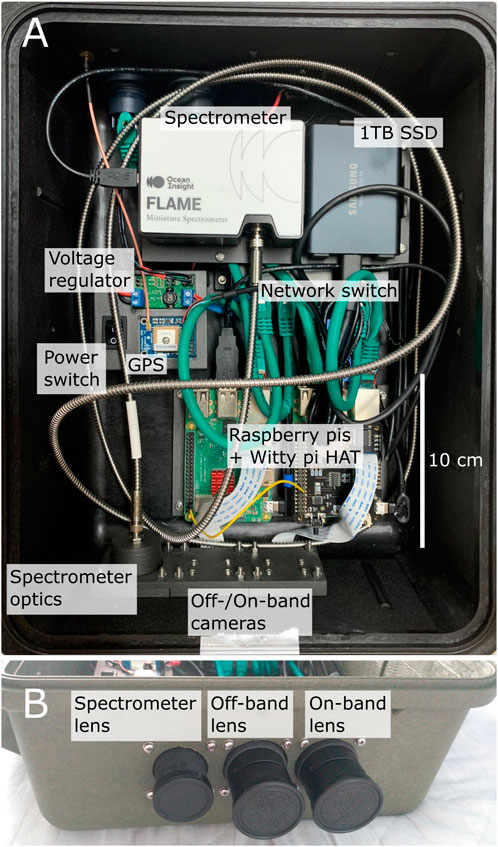 A
Spectrometer
1TB SSD
Ocean
Insight
FLAME
Miniature Spectrometer
SAMSUNG
Voltage
regulator
Network switch
Power
switch
GPS
Raspberry pis
+ Witty pi HAT
10 cm
Spectrometer
optics
Off-/On-band
cameras
B
Spectrometer
lens
Off-band
lens
On-band
lens